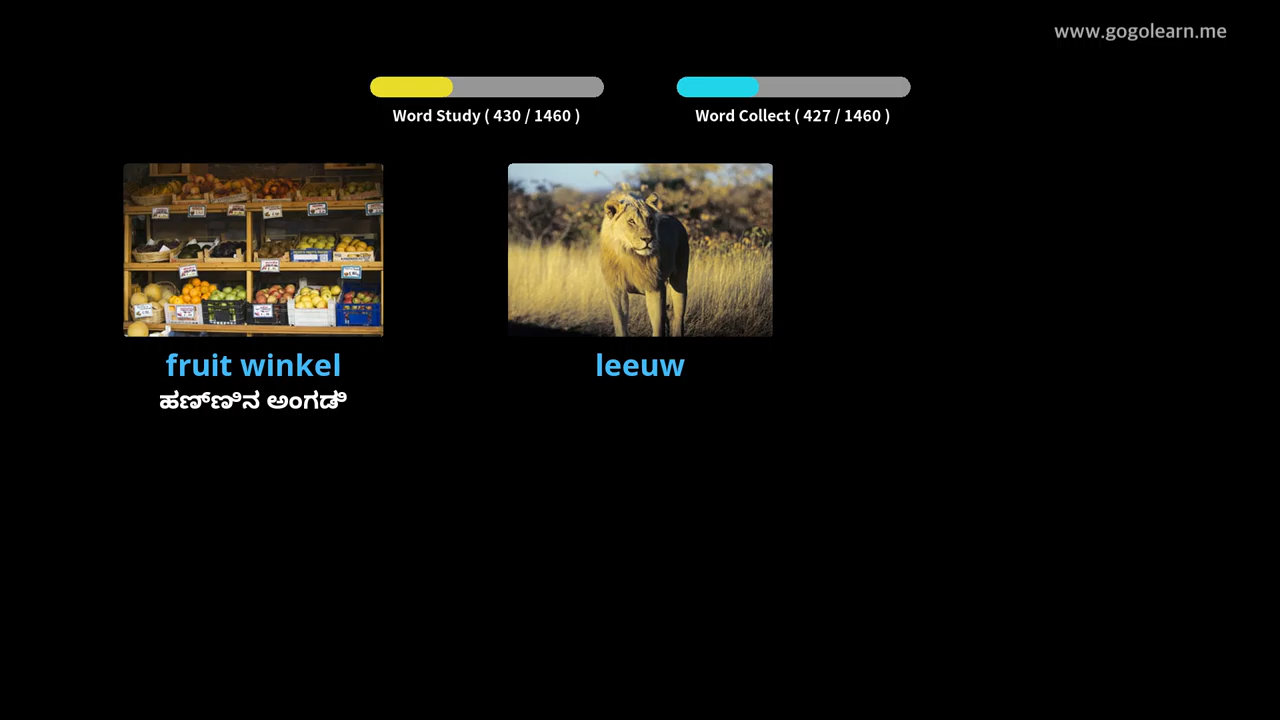 www.gogolearn.me
Word Study ( 430 / 1460 )
Word Collect ( 427 / 1460 )
fruit winkel
ಹಣ್ಣಿನ ಅಂಗಡಿ
leeuw